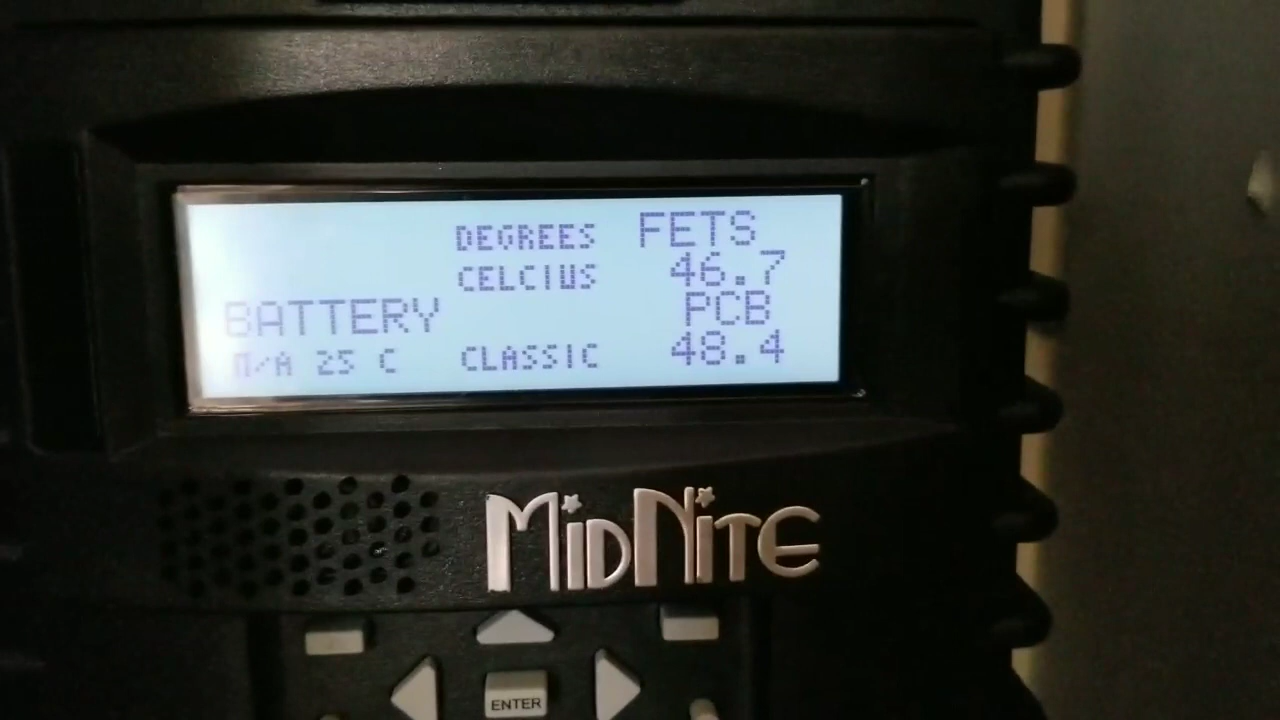 DEGREES FETS
CELCIUS 46.7
BATTERY PCB
N/A 25 C CLASSIC 48.4
MIDNITE
ENTER